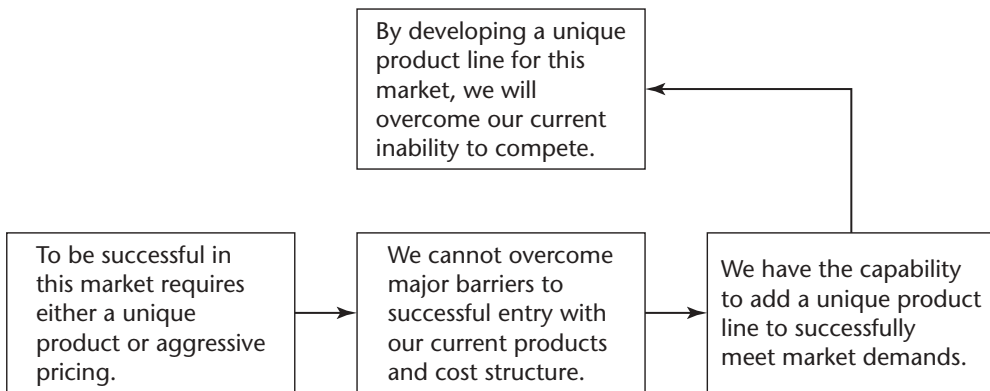 By developing a unique
product line for this
market, we will
overcome our current
inability to compete.
To be successful in
this market requires
either a unique
product or aggressive
pricing.
We cannot overcome
major barriers to
successful entry with
our current products
and cost structure.
We have the capability
to add a unique product
line to successfully
meet market demands.